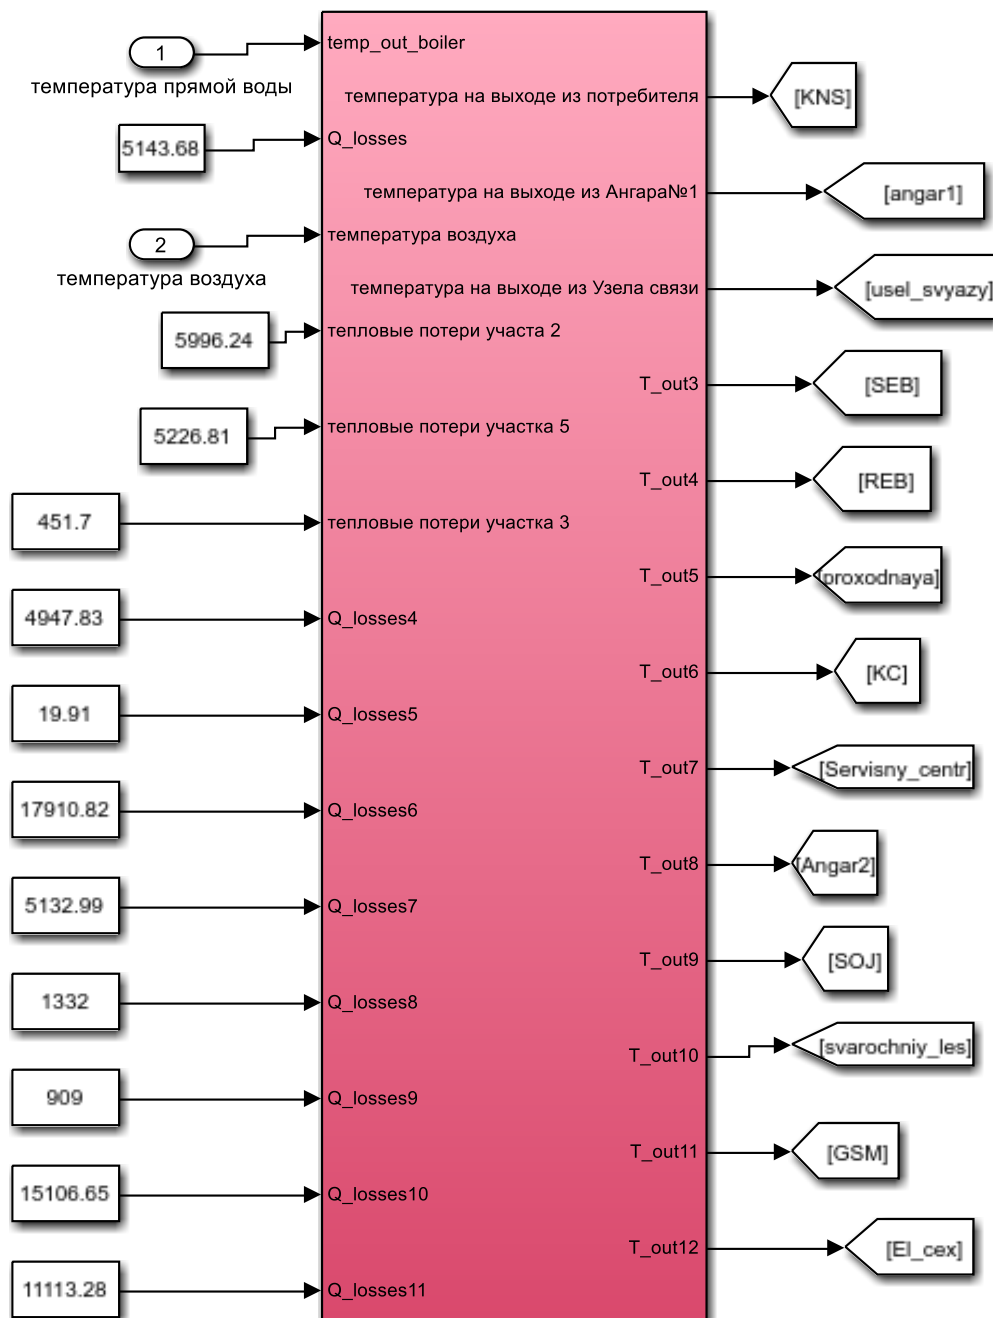 1
temp_out_boiler
температура прямой воды
температура на выходе из потребителя
[KNS]
5143.68
Q_losses
температура на выходе из Ангара№1
[angar1]
2
температура воздуха
температура воздуха
температура на выходе из Узела связи
[usel_svyazy]
5996.24
тепловые потери участа 2
T_out3
[SEB]
5226.81
тепловые потери участка 5
T_out4
[REB]
451.7
тепловые потери участка 3
T_out5
[proxodnaya]
4947.83
Q_losses4
T_out6
[KC]
19.91
Q_losses5
T_out7
[Servisny_centr]
17910.82
Q_losses6
T_out8
[Angar2]
5132.99
Q_losses7
T_out9
[SOJ]
1332
Q_losses8
T_out10
[svarochniy_les]
909
Q_losses9
T_out11
[GSM]
15106.65
Q_losses10
T_out12
[El_cex]
11113.28
Q_losses11